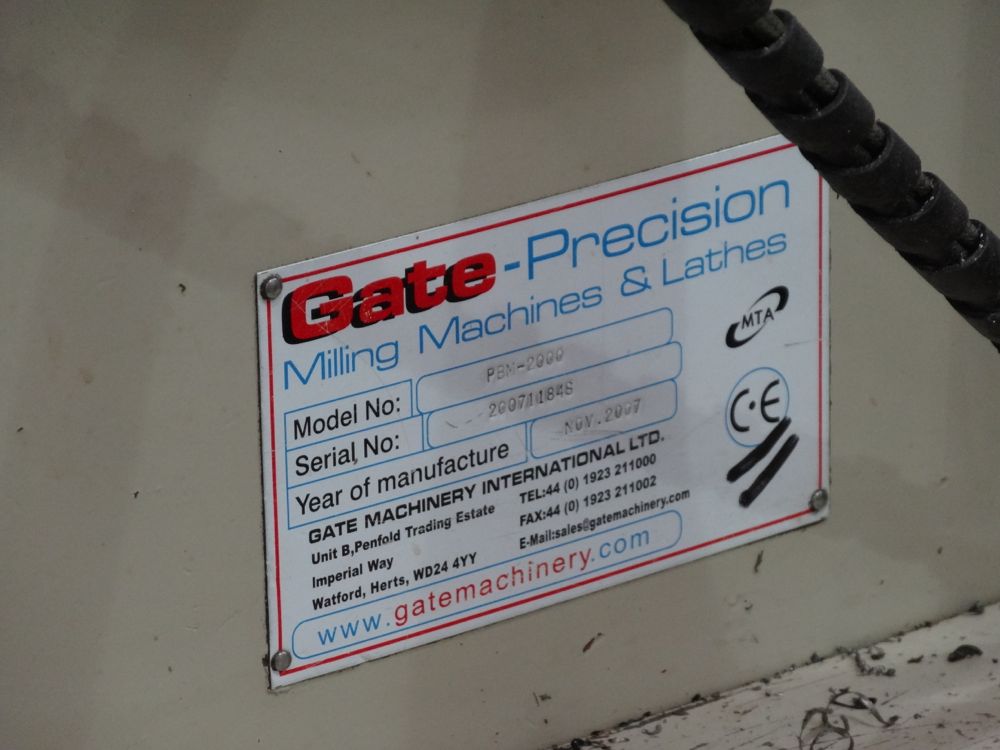 Gate-Precision
Milling Machines & Lathes
MTA
Model No: PBM-2000
Serial No: 200711848
CE
Year of manufacture NOV.2007
GATE MACHINERY INTERNATIONAL LTD.
Unit B,Penfold Trading Estate TEL:44 (0) 1923 211000
Imperial Way FAX:44 (0) 1923 211002
Watford, Herts, WD24 4YY E-Mail:sales@gatemachinery.com
www.gatemachinery.com